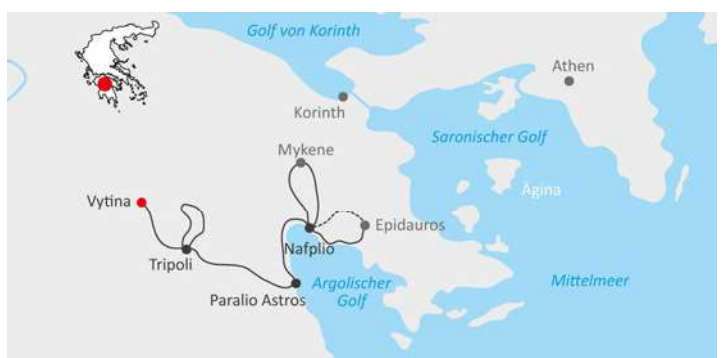 Golf von Korinth
Athen
Korinth
Saronischer Golf
Mykene
Ägina
Vytina
Epidauros
Nafplio
Tripoli
Argolischer
Golf
Mittelmeer
Paralio Astros